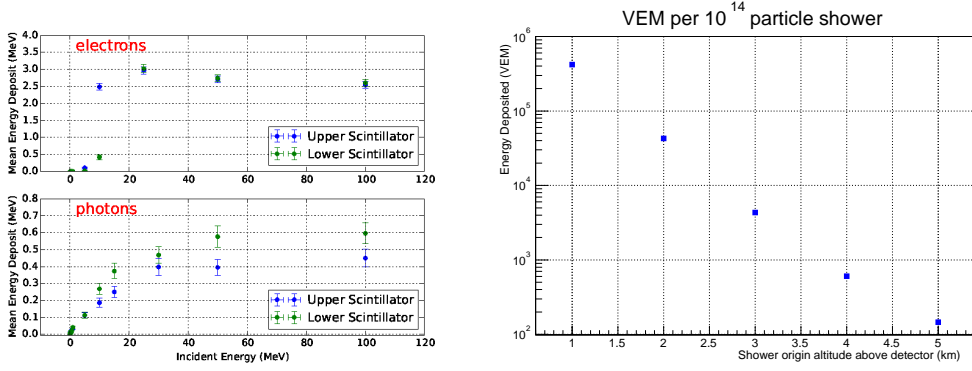 electrons
Mean Energy Deposit (MeV)
4.0
3.5
3.0
2.5
2.0
1.5
1.0
0.5
0.0
Upper Scintillator
Lower Scintillator
0 20 40 60 80 100 120
photons
Mean Energy Deposit (MeV)
0.8
0.7
0.6
0.5
0.4
0.3
0.2
0.1
0.0
Upper Scintillator
Lower Scintillator
0 20 40 60 80 100 120
Incident Energy (MeV)
VEM per 10^14 particle shower
Energy Deposited (VEM)
10^6
10^5
10^4
10^3
10^2
1 1.5 2 2.5 3 3.5 4 4.5 5
Shower origin altitude above detector (km)